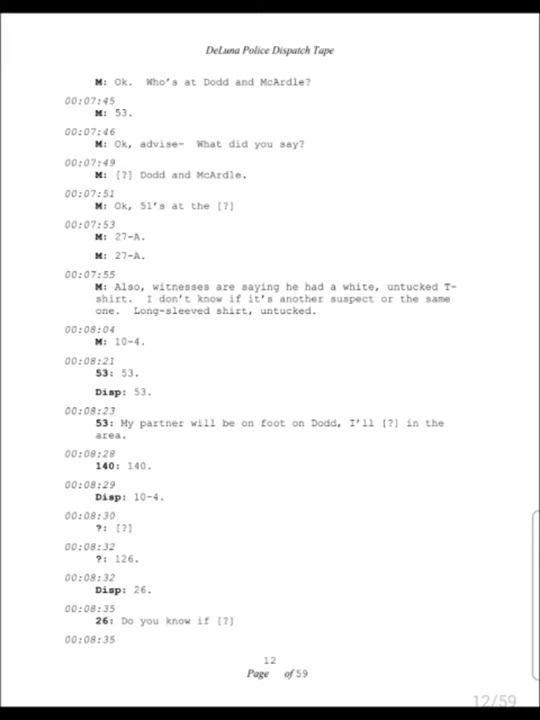 DeLuna Police Dispatch Tape
M: Ok. Who's at Dodd and McArdle?
00:07:45
M: 53.
00:07:46
M: Ok, advise- What did you say?
00:07:49
M: [?] Dodd and McArdle.
00:07:51
M: Ok, 51's at the [?]
00:07:53
M: 27-A.
M: 27-A.
00:07:55
M: Also, witnesses are saying he had a white, untucked T-
shirt. I don't know if it's another suspect or the same
one. Long-sleeved shirt, untucked.
00:08:04
M: 10-4.
00:08:21
53: 53.
Disp: 53.
00:08:23
53: My partner will be on foot on Dodd, I'll [?] in the
area.
00:08:28
140: 140.
00:08:29
Disp: 10-4.
00:08:30
?: [?]
00:08:32
?: 126.
00:08:32
Disp: 26.
00:08:35
26: Do you know if [?]
00:08:35
12
Page of 59
12/59